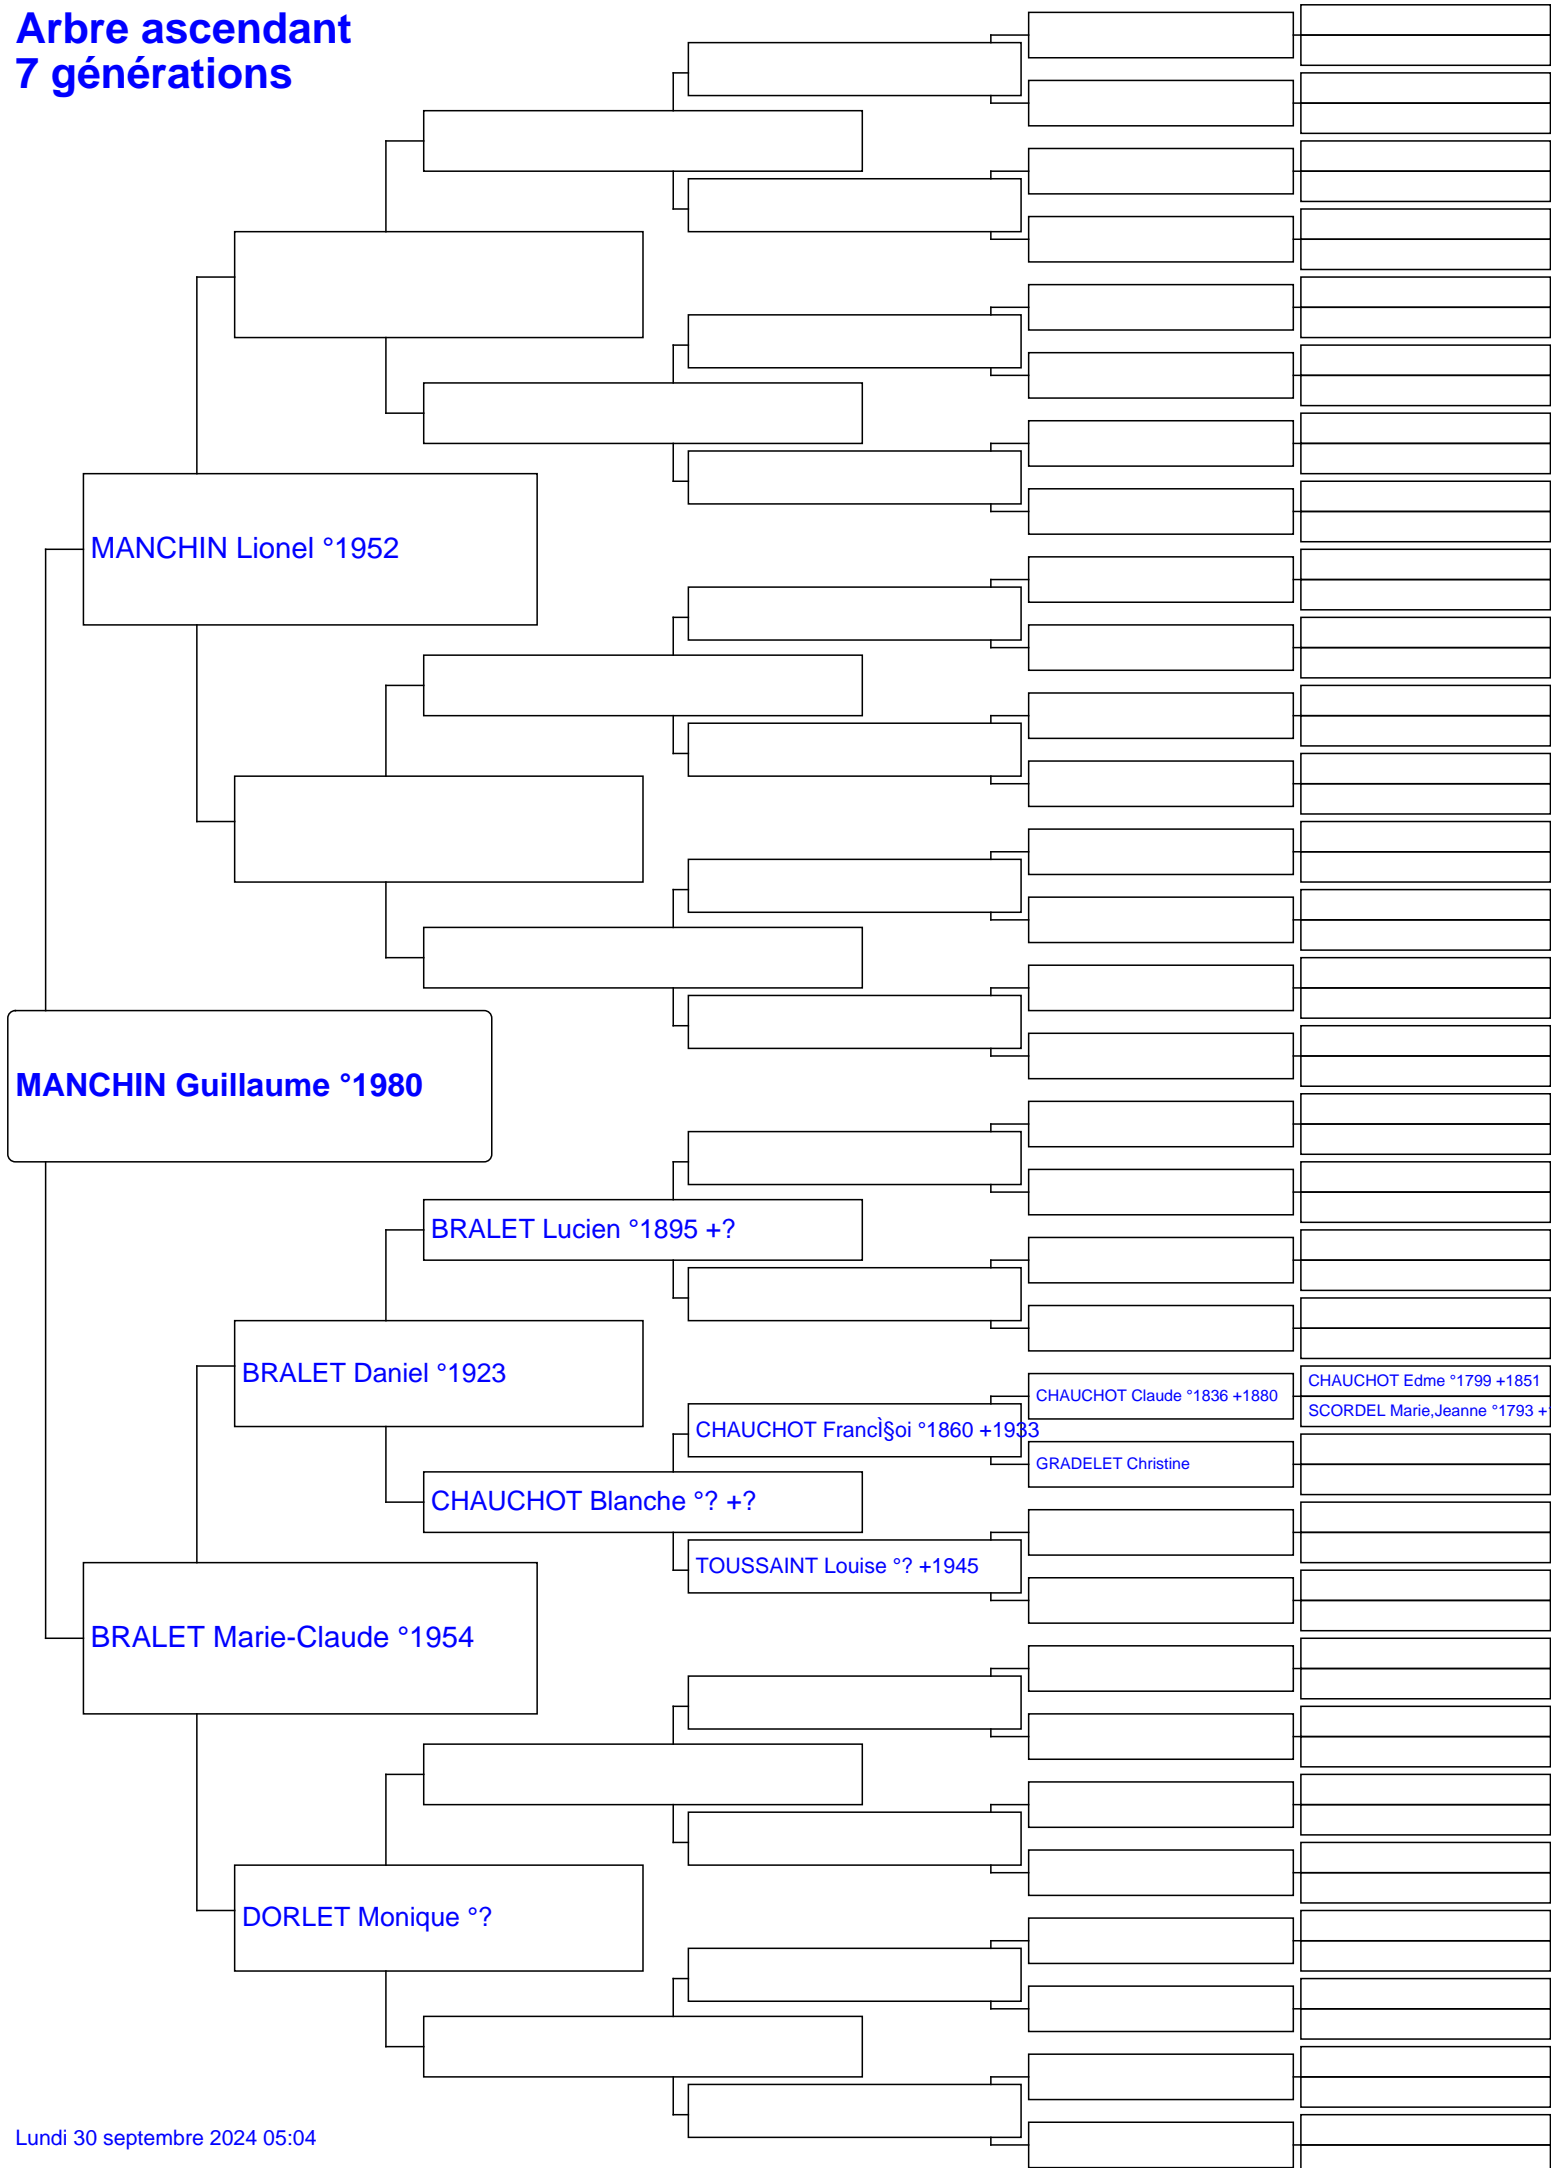 Arbre ascendant
7 générations
MANCHIN Lionel °1952
MANCHIN Guillaume °1980
BRALET Lucien °1895 +?
BRALET Daniel °1923
CHAUCHOT Edme °1799 +1851
CHAUCHOT Claude °1836 +1880
SCORDEL Marie,Jeanne °1793 +
CHAUCHOT Franc̀§oi °1860 +1933
GRADELET Christine
CHAUCHOT Blanche °? +?
TOUSSAINT Louise °? +1945
BRALET Marie-Claude °1954
DORLET Monique °?
Lundi 30 septembre 2024 05:04